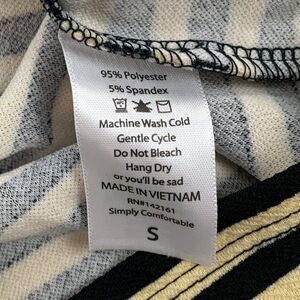 95% Polyester
5% Spandex
Machine Wash Cold
Gentle Cycle
Do Not Bleach
Hang Dry
or you'll be sad
MADE IN VIETNAM
RN#142161
Simply Comfortable
S